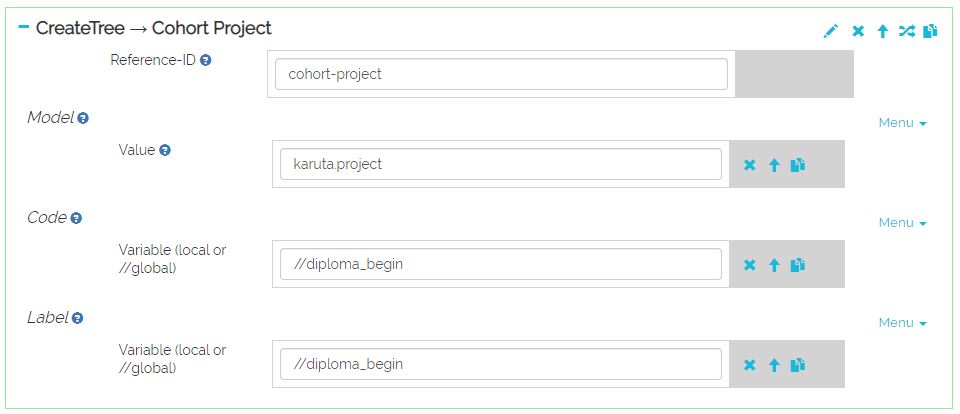 CreateTree → Cohort Project
Reference-ID
cohort-project
Model
Menu
Value
karuta.project
Code
Menu
Variable (local or
//global)
//diploma_begin
Label
Menu
Variable (local or
//global)
//diploma_begin